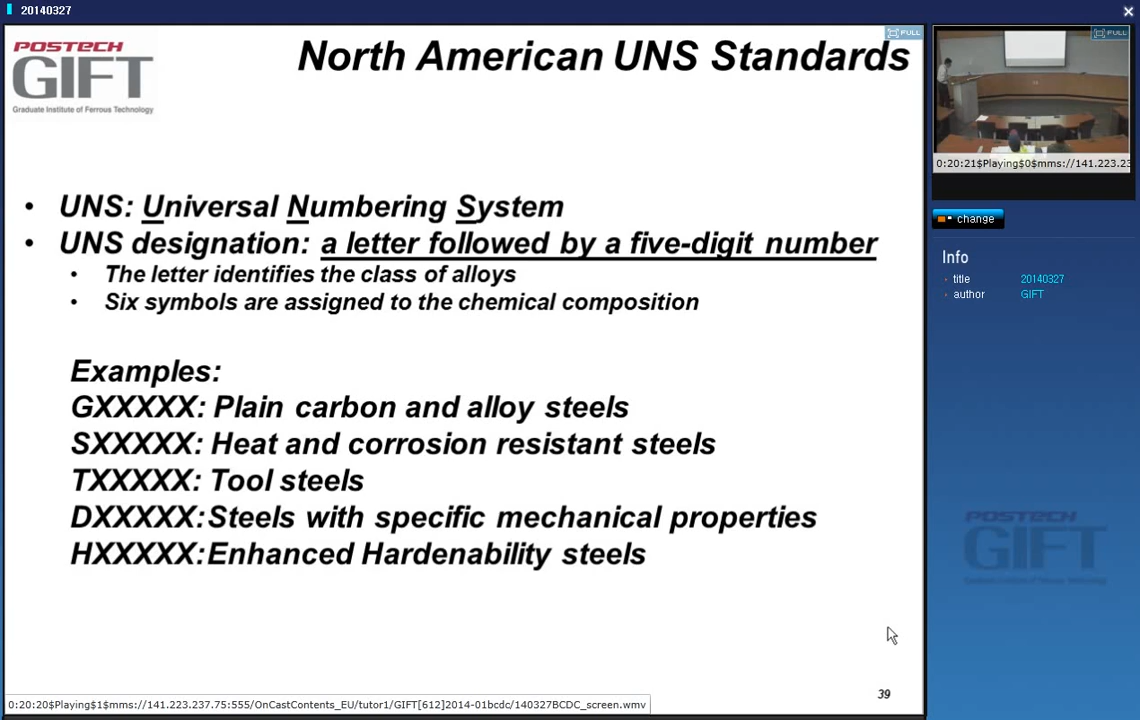 20140327
POSTECH
GIFT
Graduate Institute of Ferrous Technology
North American UNS Standards
FULL
• UNS: Universal Numbering System
• UNS designation: a letter followed by a five-digit number
• The letter identifies the class of alloys
• Six symbols are assigned to the chemical composition
Examples:
GXXXXX: Plain carbon and alloy steels
SXXXXX: Heat and corrosion resistant steels
TXXXXX: Tool steels
DXXXXX:Steels with specific mechanical properties
HXXXXX:Enhanced Hardenability steels
39
0:20:20$Playing$1$mms://141.223.237.75:555/OnCastContents_EU/tutor1/GIFT[612]2014-01bcdc/140327BCDC_screen.wmv
FULL
0:20:21$Playing$0$mms://141.223.23
change
Info
title 20140327
author GIFT
POSTECH
GIFT